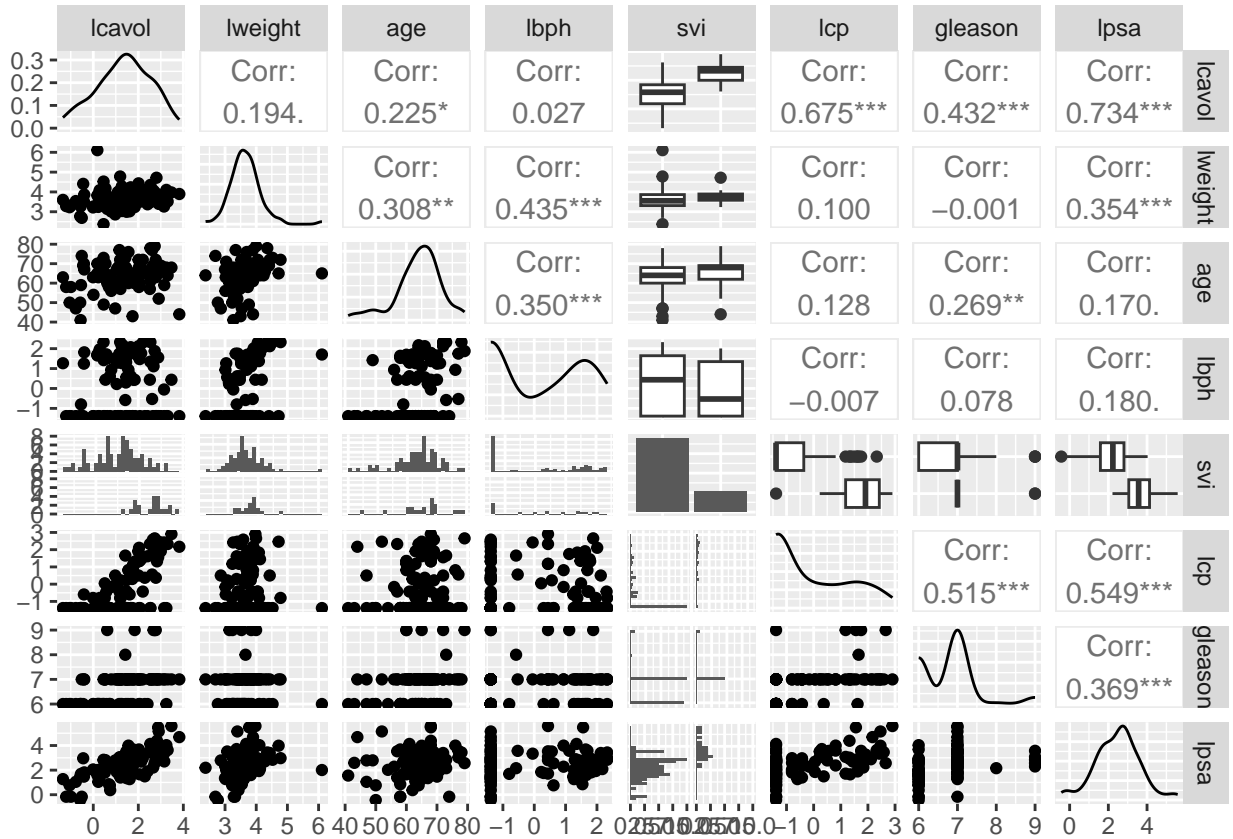 lcavol lweight age lbph svi lcp gleason lpsa
0.3
0.2
0.1
0.0
Corr:
0.194.
Corr:
0.225*
Corr:
0.027
Corr:
0.675***
Corr:
0.432***
Corr:
0.734***
lcavol
6
5
4
3
Corr:
0.308**
Corr:
0.435***
Corr:
0.100
Corr:
−0.001
Corr:
0.354***
lweight
80
70
60
50
40
Corr:
0.350***
Corr:
0.128
Corr:
0.269**
Corr:
0.170.
age
2
1
0
−1
Corr:
−0.007
Corr:
0.078
Corr:
0.180.
lbph
svi
3
2
1
0
−1
Corr:
0.515***
Corr:
0.549***
lcp
9
8
7
6
Corr:
0.369***
gleason
4
2
0
lpsa
0 2 4
3 4 5 6
40 50 60 70 80
−1 0 1 2
−1 0 1 2 3
6 7 8 9
0 2 4